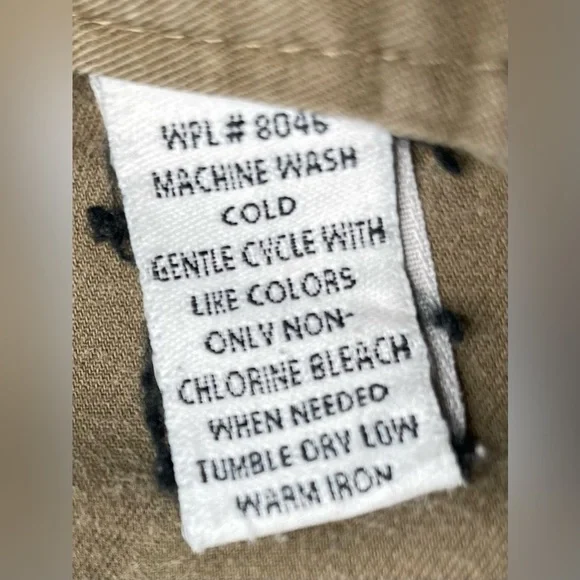 WPL # 8046
MACHINE WASH
COLD
GENTLE CYCLE WITH
LIKE COLORS
ONLY NON-
CHLORINE BLEACH
WHEN NEEDED
TUMBLE DRY LOW
WARM IRON